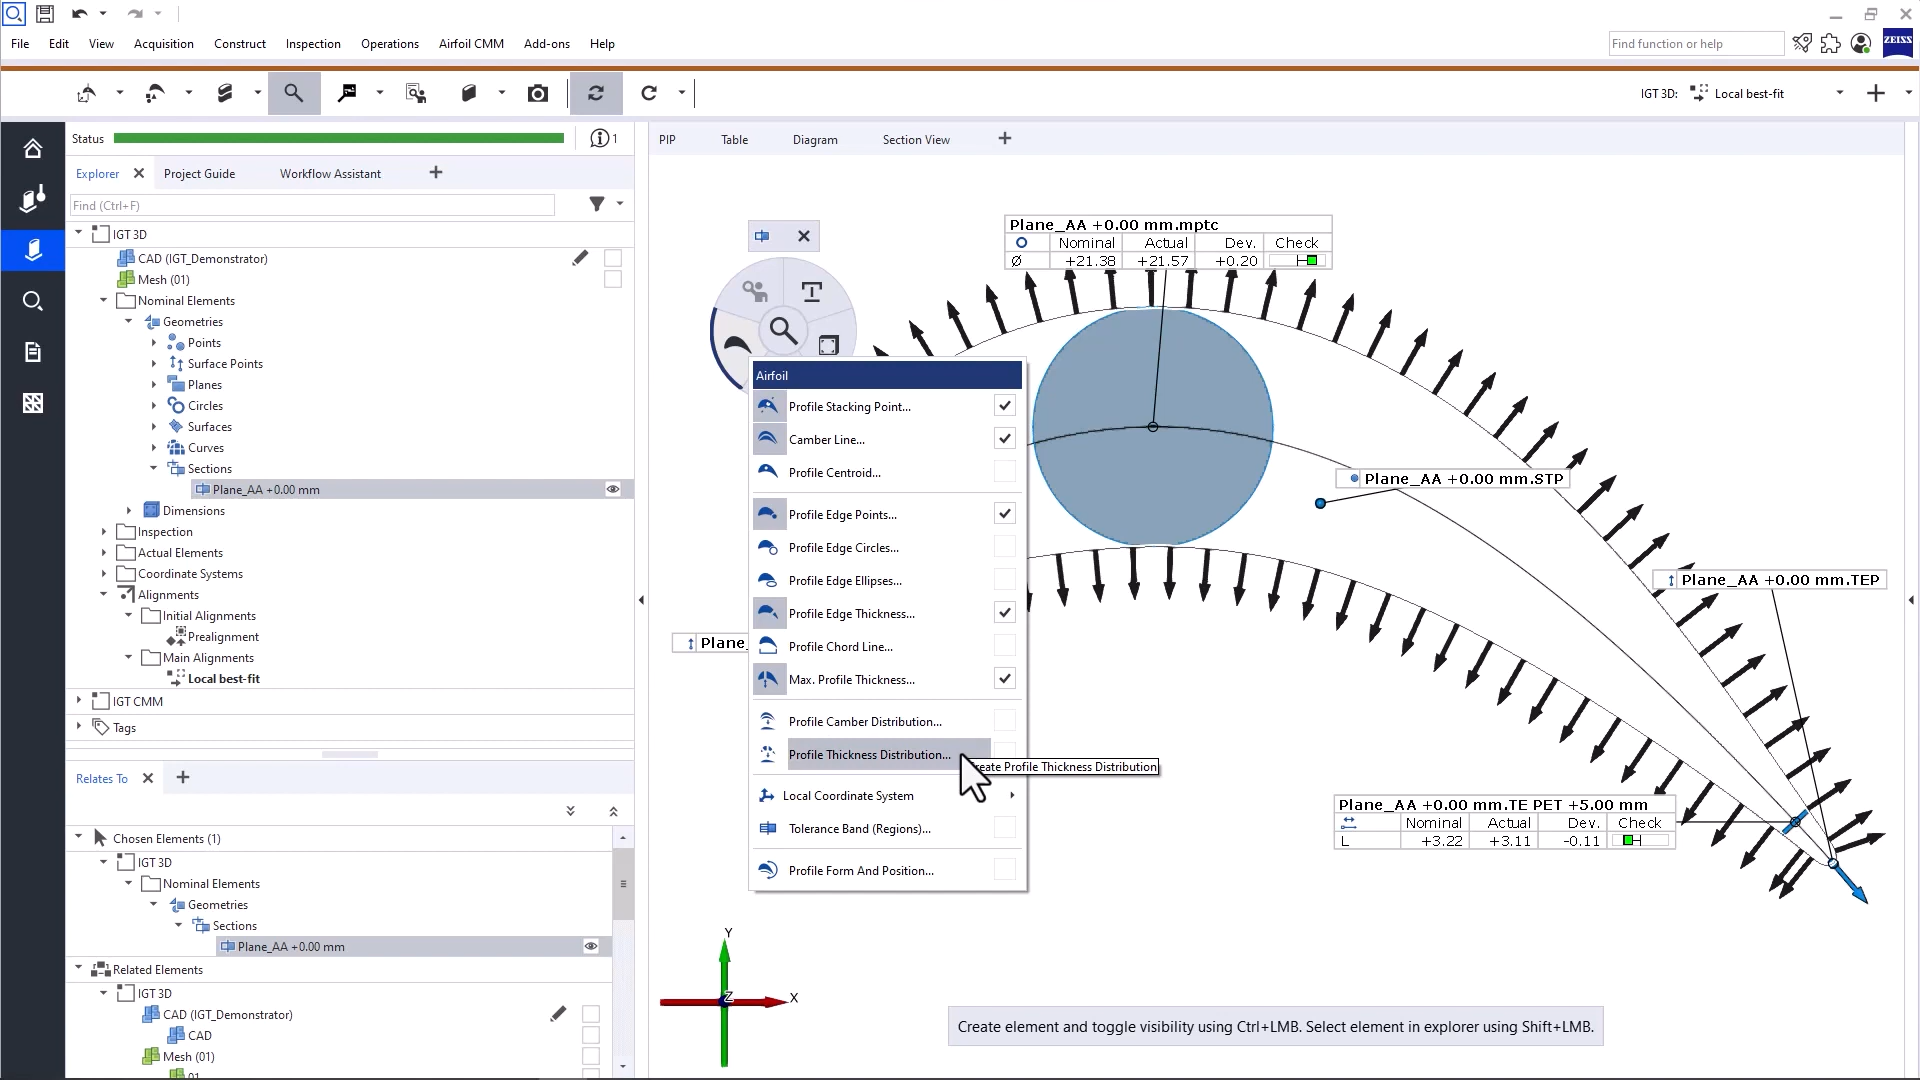 File Edit View Acquisition Construct Inspection Operations Airfoil CMM Add-ons Help
Find function or help
ZEISS
IGT 3D: Local best-fit
Status
1
PIP Table Diagram Section View
Explorer Project Guide Workflow Assistant
Find (Ctrl+F)
IGT 3D
CAD (IGT_Demonstrator)
Mesh (01)
Nominal Elements
Geometries
Points
Surface Points
Planes
Circles
Surfaces
Curves
Sections
Plane_AA +0.00 mm
Dimensions
Inspection
Actual Elements
Coordinate Systems
Alignments
Initial Alignments
Prealignment
Main Alignments
Local best-fit
IGT CMM
Tags
Relates To
Chosen Elements (1)
IGT 3D
Nominal Elements
Geometries
Sections
Plane_AA +0.00 mm
Related Elements
IGT 3D
CAD (IGT_Demonstrator)
CAD
Mesh (01)
01
Plane_AA +0.00 mm.mptc
Nominal Actual Dev. Check
Ø +21.38 +21.57 +0.20
Airfoil
Profile Stacking Point...
Camber Line...
Profile Centroid...
Profile Edge Points...
Profile Edge Circles...
Profile Edge Ellipses...
Profile Edge Thickness...
Profile Chord Line...
Max. Profile Thickness...
Profile Camber Distribution...
Profile Thickness Distribution...
Local Coordinate System
Tolerance Band (Regions)...
Profile Form And Position...
reate Profile Thickness Distribution
Plane_AA +0.00 mm.STP
Plane_AA +0.00 mm.TEP
Plane_
Plane_AA +0.00 mm.TE PET +5.00 mm
Nominal Actual Dev. Check
L +3.22 +3.11 -0.11
Y
Z
X
Create element and toggle visibility using Ctrl+LMB. Select element in explorer using Shift+LMB.